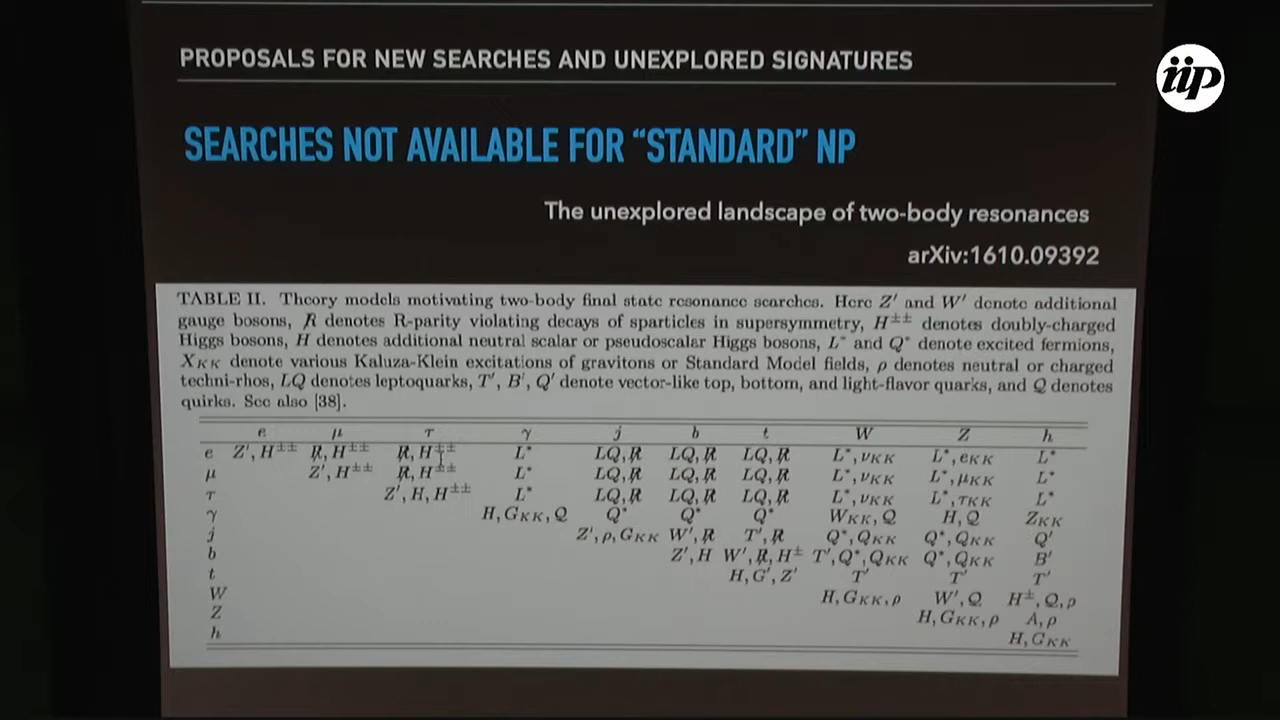 PROPOSALS FOR NEW SEARCHES AND UNEXPLORED SIGNATURES
iip
SEARCHES NOT AVAILABLE FOR “STANDARD” NP
The unexplored landscape of two-body resonances
arXiv:1610.09392
TABLE II. Theory models motivating two-body final state resonance searches. Here Z′ and W′ denote additional
gauge bosons, R̸ denotes R-parity violating decays of sparticles in supersymmetry, H±± denotes doubly-charged
Higgs bosons, H denotes additional neutral scalar or pseudoscalar Higgs bosons, L* and Q* denote excited fermions,
XKK denote various Kaluza-Klein excitations of gravitons or Standard Model fields, ρ denotes neutral or charged
techni-rhos, LQ denotes leptoquarks, T′, B′, Q′ denote vector-like top, bottom, and light-flavor quarks, and Q denotes
quirks. See also [38].
e μ τ γ j b t W Z h
e Z′, H±± R̸, H±± R̸, H±± L* LQ, R̸ LQ, R̸ LQ, R̸ L*, νKK L*, eKK L*
μ Z′, H±± R̸, H±± L* LQ, R̸ LQ, R̸ LQ, R̸ L*, νKK L*, μKK L*
τ Z′, H, H±± L* LQ, R̸ LQ, R̸ LQ, R̸ L*, νKK L*, τKK L*
γ H, GKK, Q Q* Q* Q* WKK, Q H, Q ZKK
j Z′, ρ, GKK W′, R̸ T′, R̸ Q*, QKK Q*, QKK Q′
b Z′, H W′, R̸, H± T′, Q*, QKK Q*, QKK B′
t H, G′, Z′ T′ T′ T′
W H, GKK, ρ W′, Q H±, Q, ρ
Z H, GKK, ρ A, ρ
h H, GKK